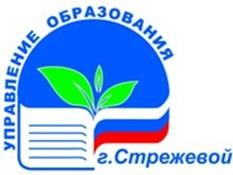 УПРАВЛЕНИЕ ОБРАЗОВАНИЯ
г.Стрежевой